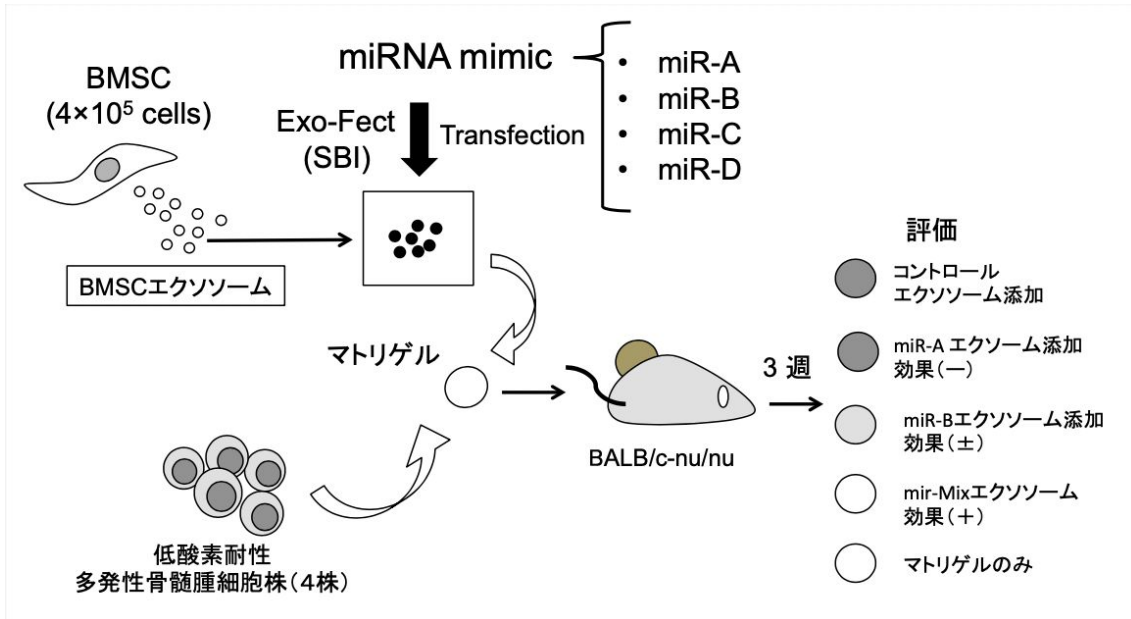 miRNA mimic
• miR-A
• miR-B
• miR-C
• miR-D
BMSC
(4×10⁵ cells)
Exo-Fect
(SBI)
Transfection
BMSCエクソソーム
マトリゲル
低酸素耐性
多発性骨髄腫細胞株(4株)
BALB/c-nu/nu
3 週
評価
コントロール
エクソソーム添加
miR-A エクソーム添加
効果(ー)
miR-Bエクソソーム添加
効果(±)
mir-Mixエクソソーム
効果(+)
マトリゲルのみ